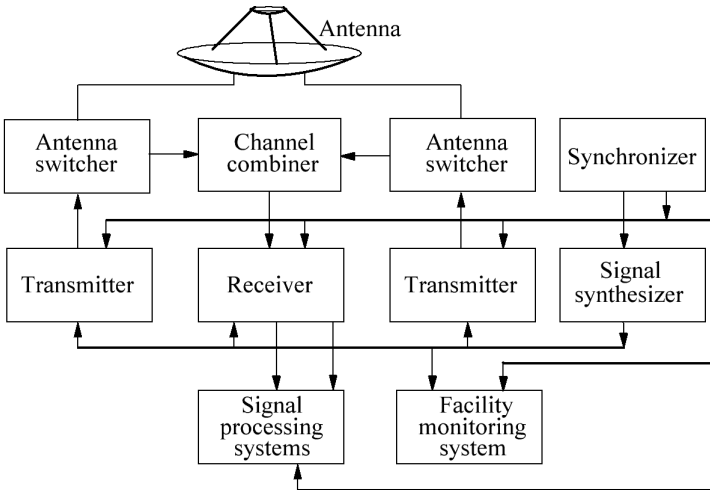 Antenna
Antenna
switcher
Channel
combiner
Antenna
switcher
Synchronizer
Transmitter
Receiver
Transmitter
Signal
synthesizer
Signal
processing
systems
Facility
monitoring
system